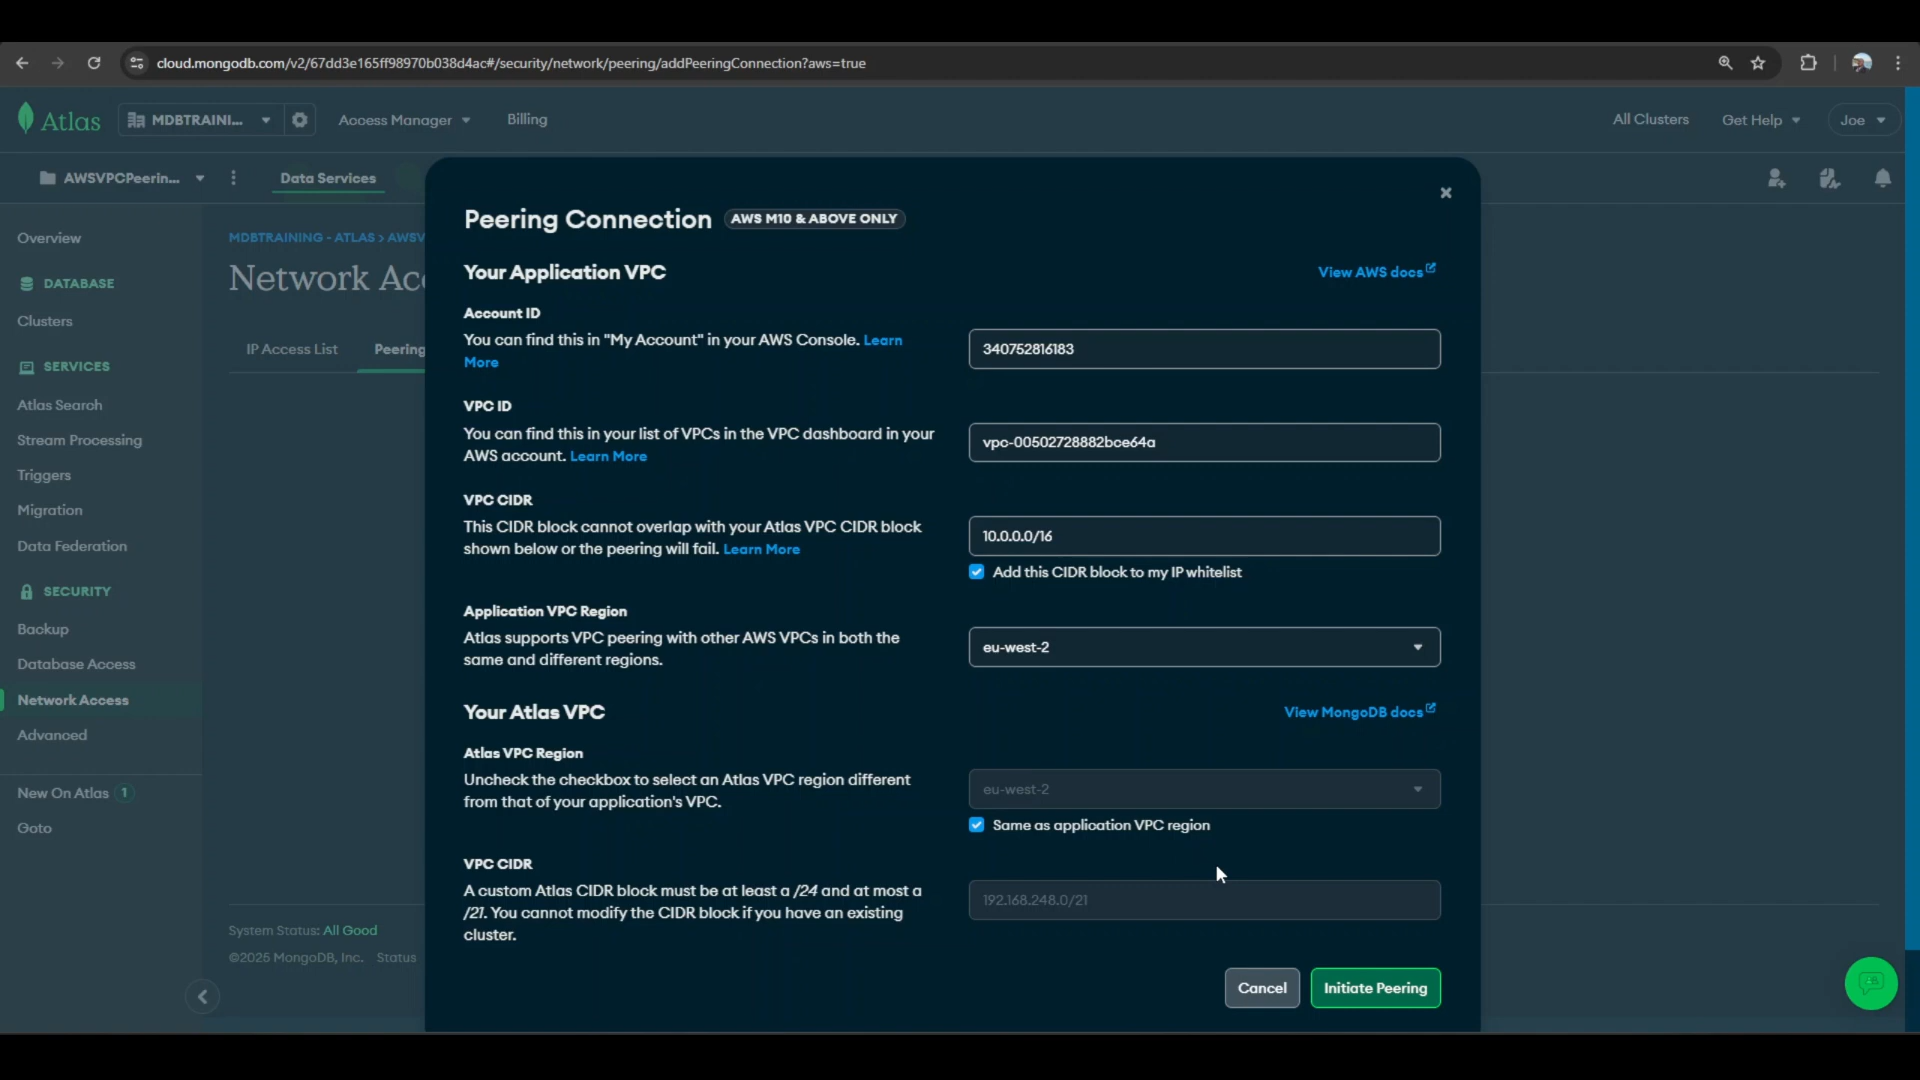 cloud.mongodb.com/v2/67dd3e165ff98970b038d4ac#/security/network/peering/addPeeringConnection?aws=true
Atlas
MDBTRAINI...
Access Manager
Billing
All Clusters
Get Help
Joe
AWSVPCPeerin...
Data Services
Overview
DATABASE
Clusters
SERVICES
Atlas Search
Stream Processing
Triggers
Migration
Data Federation
SECURITY
Backup
Database Access
Network Access
Advanced
New On Atlas 1
Goto
MDBTRAINING - ATLAS > AWSV
Network Acc
IP Access List
Peering
System Status: All Good
©2025 MongoDB, Inc. Status
Peering Connection AWS M10 & ABOVE ONLY
Your Application VPC
View AWS docs
Account ID
You can find this in "My Account" in your AWS Console. Learn
More
340752816183
VPC ID
You can find this in your list of VPCs in the VPC dashboard in your
AWS account. Learn More
vpc-00502728882bce64a
VPC CIDR
This CIDR block cannot overlap with your Atlas VPC CIDR block
shown below or the peering will fail. Learn More
10.0.0.0/16
Add this CIDR block to my IP whitelist
Application VPC Region
Atlas supports VPC peering with other AWS VPCs in both the
same and different regions.
eu-west-2
Your Atlas VPC
View MongoDB docs
Atlas VPC Region
Uncheck the checkbox to select an Atlas VPC region different
from that of your application's VPC.
eu-west-2
Same as application VPC region
VPC CIDR
A custom Atlas CIDR block must be at least a /24 and at most a
/21. You cannot modify the CIDR block if you have an existing
cluster.
192.168.248.0/21
Cancel
Initiate Peering